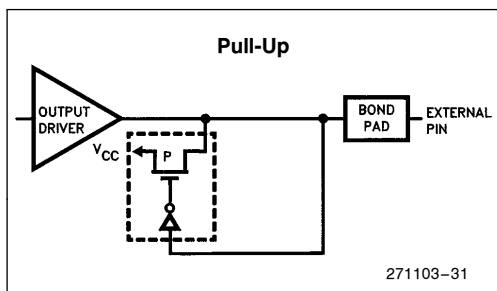 Pull-Up
OUTPUT
DRIVER
VCC
P
BOND
PAD
EXTERNAL
PIN
271103-31